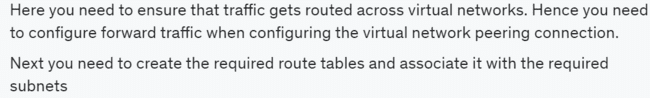 Here you need to ensure that traffic gets routed across virtual networks. Hence you need
to configure forward traffic when configuring the virtual network peering connection.
Next you need to create the required route tables and associate it with the required
subnets